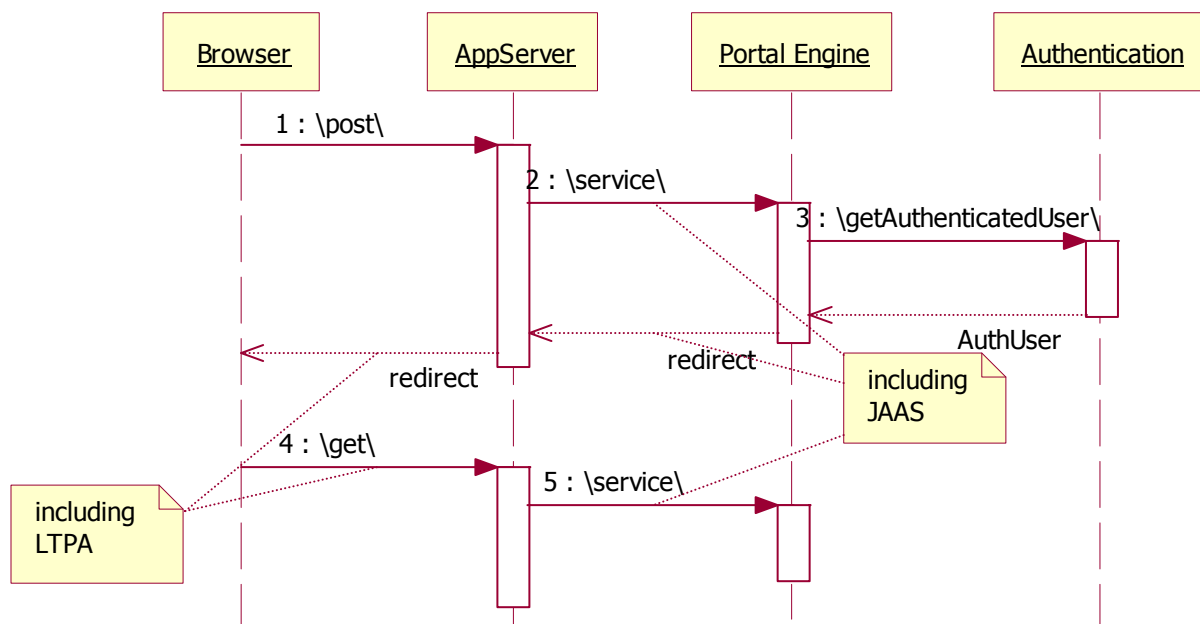 Browser
AppServer
Portal Engine
Authentication
1 : \post\
2 : \service\
3 : \getAuthenticatedUser\
AuthUser
redirect
redirect
including
JAAS
4 : \get\
5 : \service\
including
LTPA